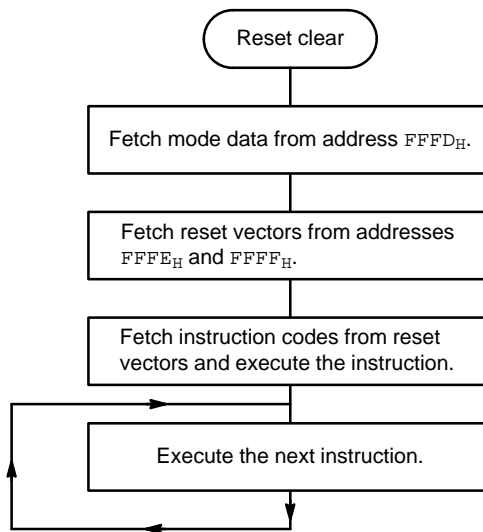 Reset clear
Fetch mode data from address FFFDH.
Fetch reset vectors from addresses
FFFEH and FFFFH.
Fetch instruction codes from reset
vectors and execute the instruction.
Execute the next instruction.